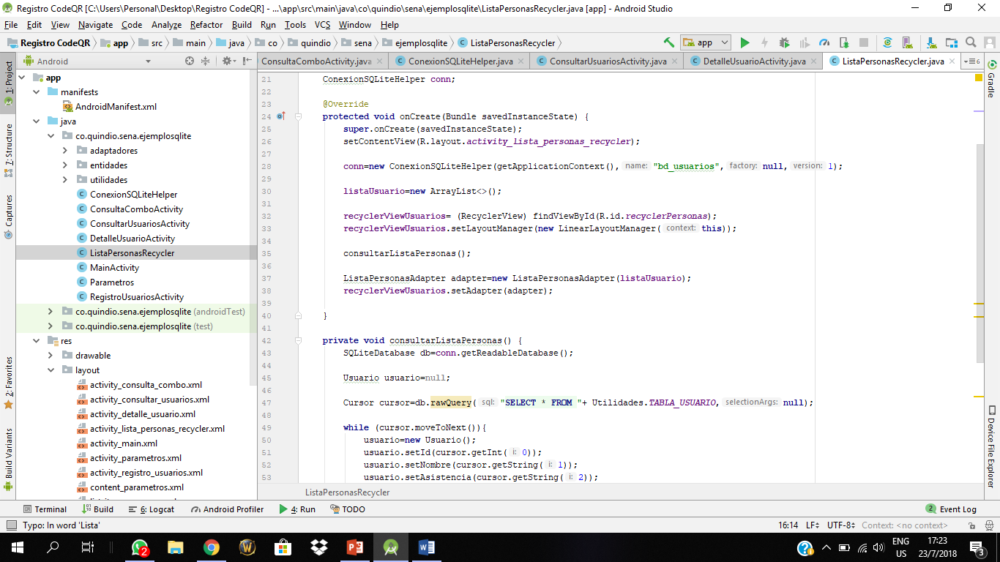 Registro CodeQR [C:\Users\Personal\Desktop\Registro CodeQR] - ...\app\src\main\java\co\quindio\sena\ejemplosqlite\ListaPersonasRecycler.java [app] - Android Studio
File Edit View Navigate Code Analyze Refactor Build Run Tools VCS Window Help
Registro CodeQR app src main java co quindio sena ejemplosqlite ListaPersonasRecycler app
Android
ConsultaComboActivity.java ConexionSQLiteHelper.java ConsultarUsuariosActivity.java DetalleUsuarioActivity.java ListaPersonasRecycler.java 6
1: Project
7: Structure
Captures
2: Favorites
Build Variants
app
manifests
AndroidManifest.xml
java
co.quindio.sena.ejemplosqlite
adaptadores
entidades
utilidades
ConexionSQLiteHelper
ConsultaComboActivity
ConsultarUsuariosActivity
DetalleUsuarioActivity
ListaPersonasRecycler
MainActivity
Parametros
RegistroUsuariosActivity
co.quindio.sena.ejemplosqlite (androidTest)
co.quindio.sena.ejemplosqlite (test)
res
drawable
layout
activity_consulta_combo.xml
activity_consultar_usuarios.xml
activity_detalle_usuario.xml
activity_lista_personas_recycler.xml
activity_main.xml
activity_parametros.xml
activity_registro_usuarios.xml
content_parametros.xml
21 ConexionSQLiteHelper conn;
22
23 @Override
24 protected void onCreate(Bundle savedInstanceState) {
25 super.onCreate(savedInstanceState);
26 setContentView(R.layout.activity_lista_personas_recycler);
27
28 conn=new ConexionSQLiteHelper(getApplicationContext(), name: "bd_usuarios", factory: null, version: 1);
29
30 listaUsuario=new ArrayList<>();
31
32 recyclerViewUsuarios= (RecyclerView) findViewById(R.id.recyclerPersonas);
33 recyclerViewUsuarios.setLayoutManager(new LinearLayoutManager( context: this));
34
35 consultarListaPersonas();
36
37 ListaPersonasAdapter adapter=new ListaPersonasAdapter(listaUsuario);
38 recyclerViewUsuarios.setAdapter(adapter);
39
40 }
41
42 private void consultarListaPersonas() {
43 SQLiteDatabase db=conn.getReadableDatabase();
44
45 Usuario usuario=null;
46
47 Cursor cursor=db.rawQuery( sql: "SELECT * FROM "+ Utilidades.TABLA_USUARIO, selectionArgs: null);
48
49 while (cursor.moveToNext()){
50 usuario=new Usuario();
51 usuario.setId(cursor.getInt( i: 0));
52 usuario.setNombre(cursor.getString( i: 1));
53 usuario.setAsistencia(cursor.getString( i: 2));
ListaPersonasRecycler
Gradle
Device File Explorer
Terminal Build 6: Logcat Android Profiler 4: Run TODO 2 Event Log
Typo: In word 'Lista' 16:14 LF UTF-8 Context: <no context>
2 ENG US 17:23 23/7/2018 3